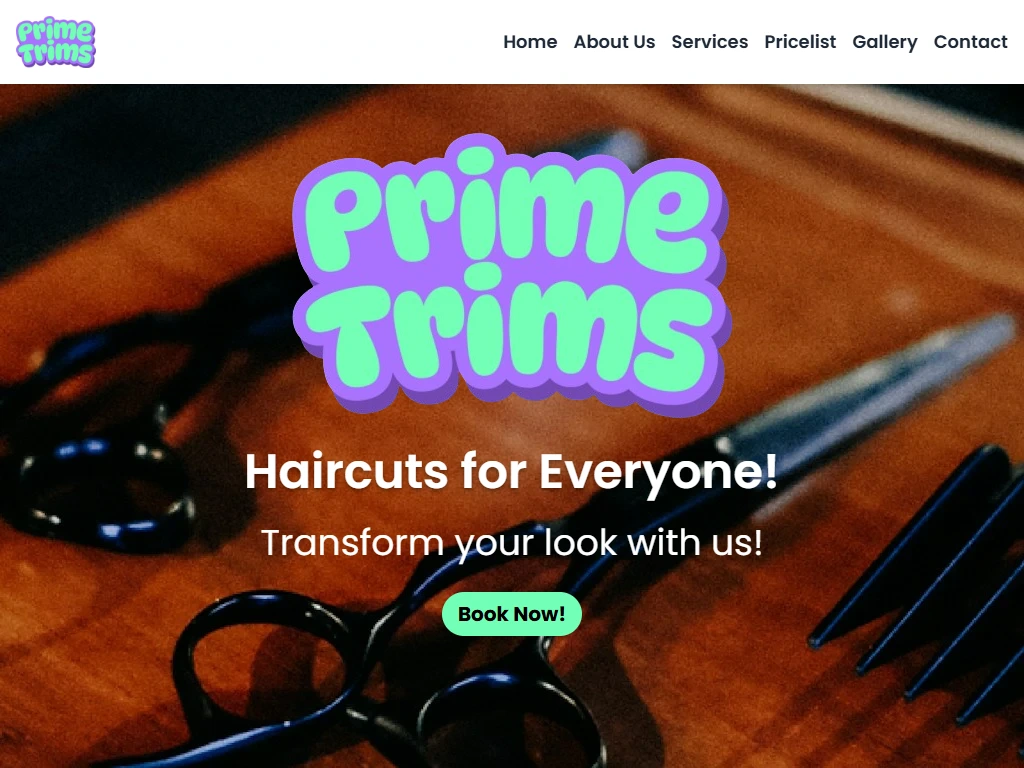 Prime
Trims
Home About Us Services Pricelist Gallery Contact
Prime
Trims
Haircuts for Everyone!
Transform your look with us!
Book Now!